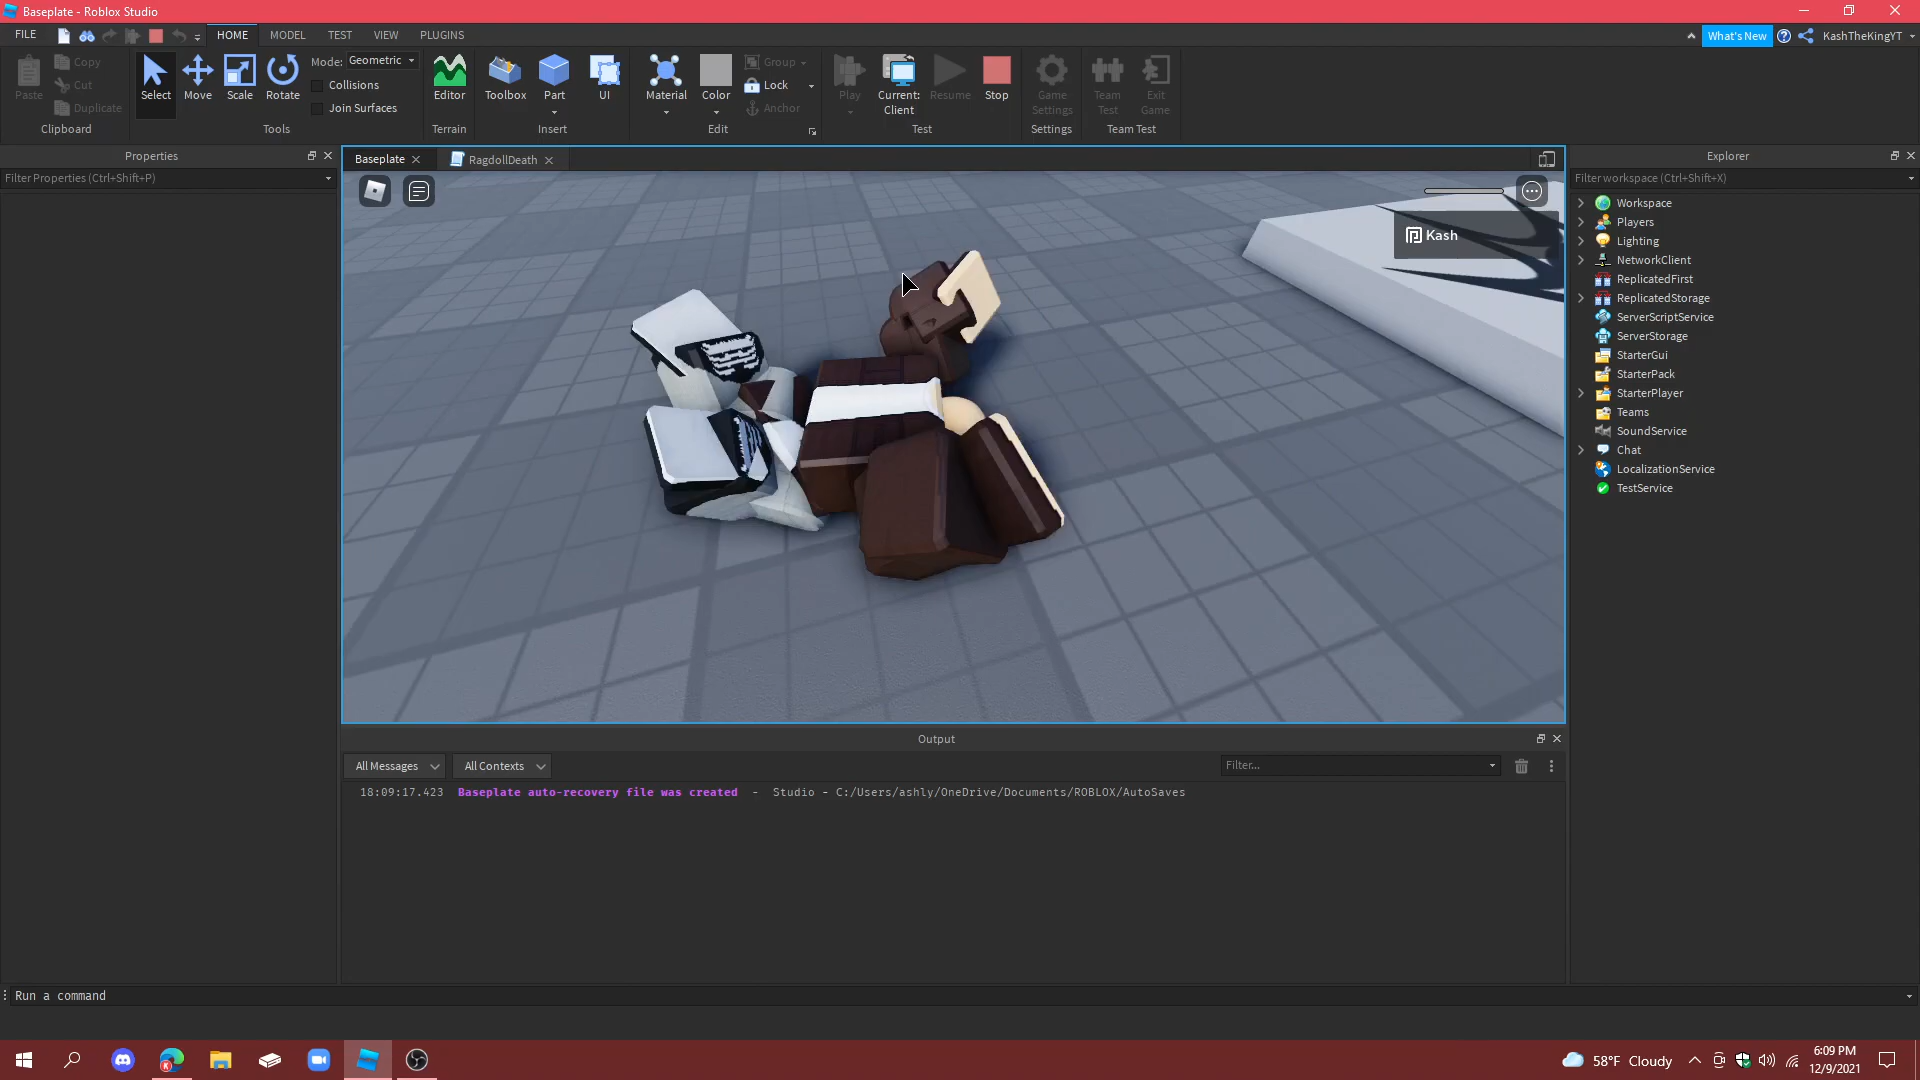 Baseplate - Roblox Studio
FILE HOME MODEL TEST VIEW PLUGINS What's New KashTheKingYT
Paste Copy Cut Duplicate
Select Move Scale Rotate
Mode: Geometric
Collisions
Join Surfaces
Editor Toolbox Part UI Material Color
Group
Lock
Anchor
Play Current: Client Resume Stop Game Settings Team Test Exit Game
Clipboard Tools Terrain Insert Edit Test Settings Team Test
Properties
Filter Properties (Ctrl+Shift+P)
Baseplate RagdollDeath
Kash
Explorer
Filter workspace (Ctrl+Shift+X)
Workspace
Players
Lighting
NetworkClient
ReplicatedFirst
ReplicatedStorage
ServerScriptService
ServerStorage
StarterGui
StarterPack
StarterPlayer
Teams
SoundService
Chat
LocalizationService
TestService
Output
All Messages All Contexts Filter...
18:09:17.423 Baseplate auto-recovery file was created - Studio - C:/Users/ashly/OneDrive/Documents/ROBLOX/AutoSaves
Run a command
58°F Cloudy
6:09 PM
12/9/2021